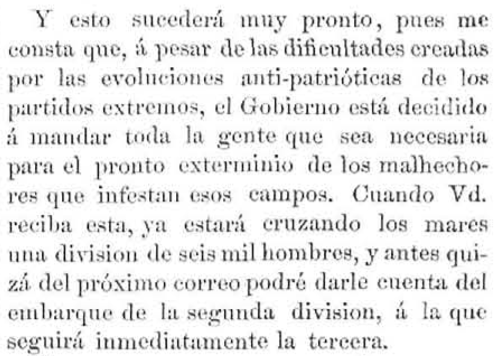 Y esto sucederá muy pronto, pues me
consta que, á pesar de las dificultades creadas
por las evoluciones anti-patrióticas de los
partidos extremos, el Gobierno está decidido
á mandar toda la gente que sea necesaria
para el pronto exterminio de los malhecho-
res que infestan esos campos. Cuando Vd.
reciba esta, ya estará cruzando los mares
una division de seis mil hombres, y antes qui-
zá del próximo correo podré darle cuenta del
embarque de la segunda division, á la que
seguirá inmediatamente la tercera.